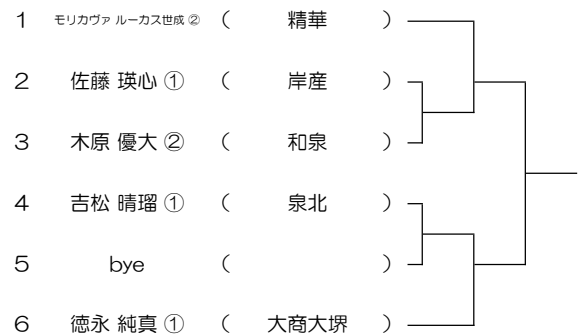 1 モリカヴァ ルーカス世成 ② （ 精華 ）
2 佐藤 瑛心 ① （ 岸産 ）
3 木原 優大 ② （ 和泉 ）
4 吉松 晴瑠 ① （ 泉北 ）
5 bye （ ）
6 徳永 純真 ① （ 大商大堺 ）